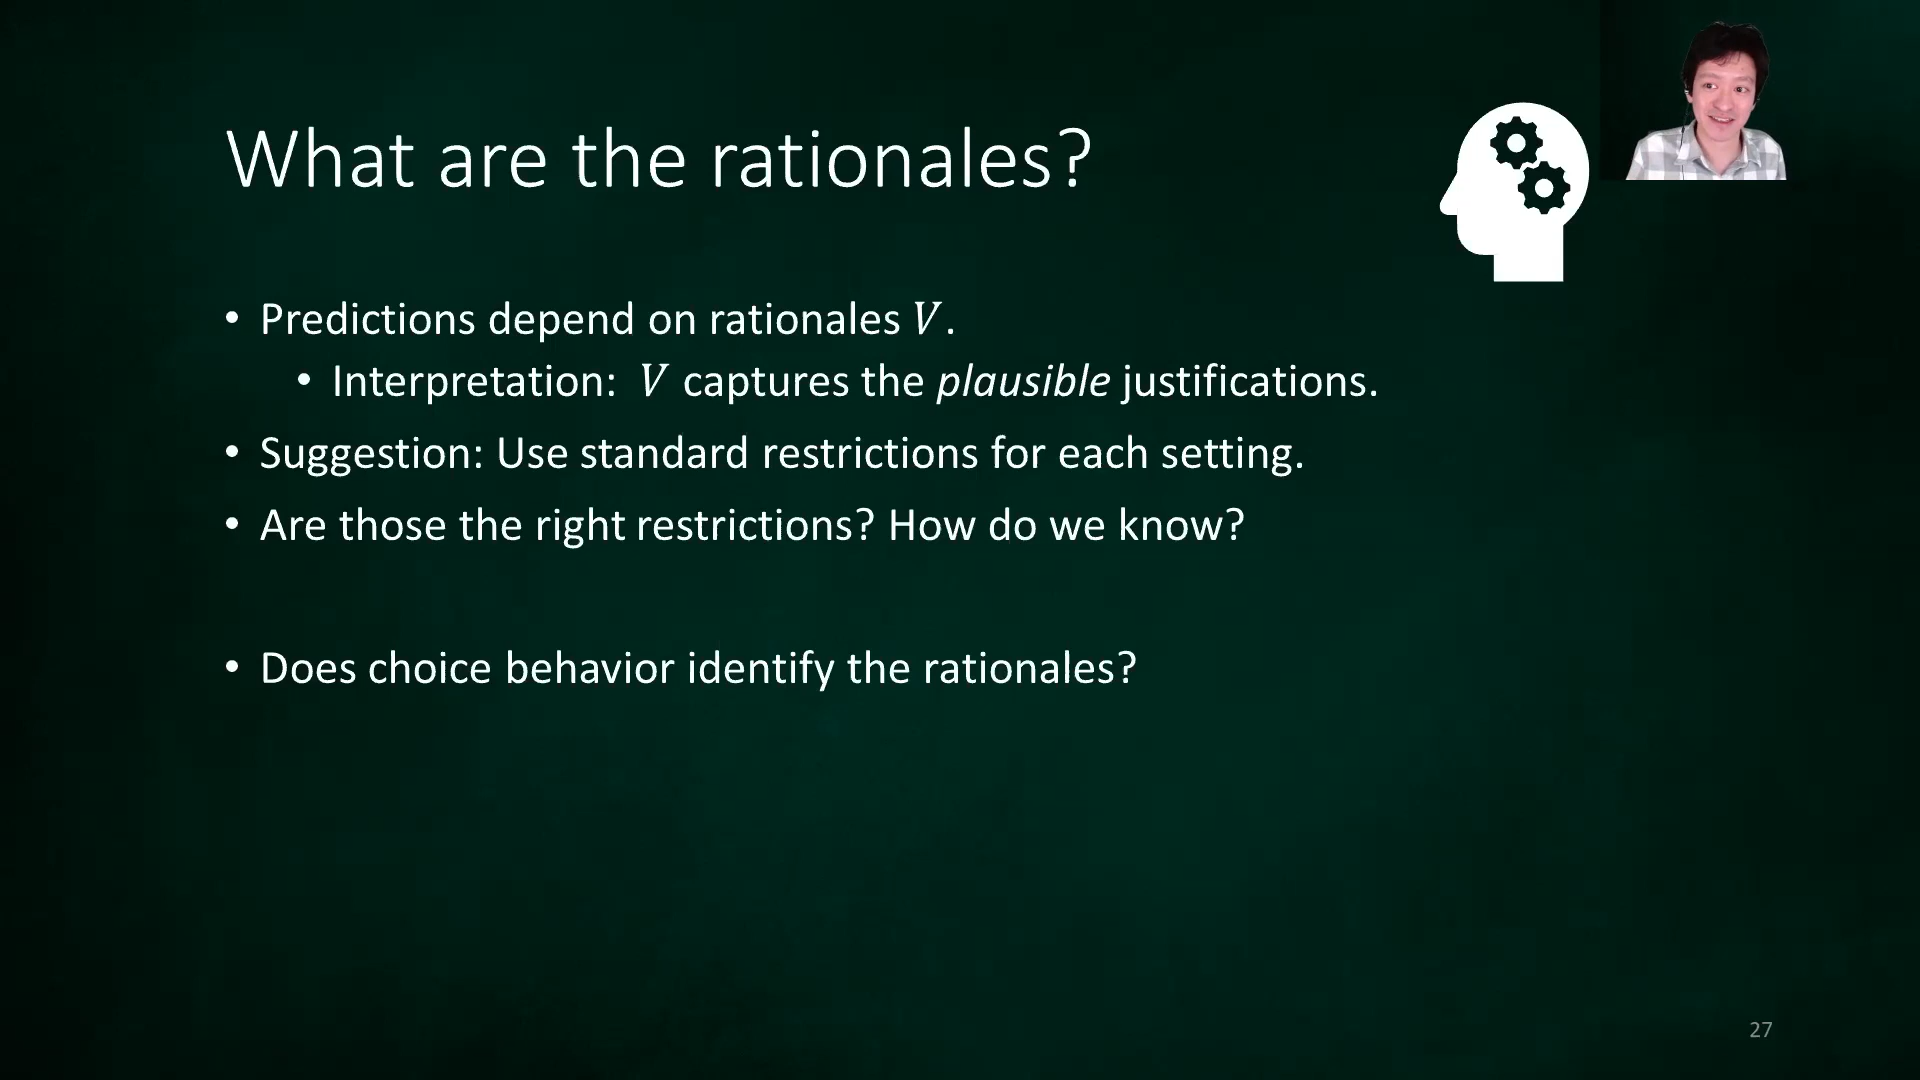 What are the rationales?
• Predictions depend on rationales V.
• Interpretation: V captures the plausible justifications.
• Suggestion: Use standard restrictions for each setting.
• Are those the right restrictions? How do we know?
• Does choice behavior identify the rationales?
27